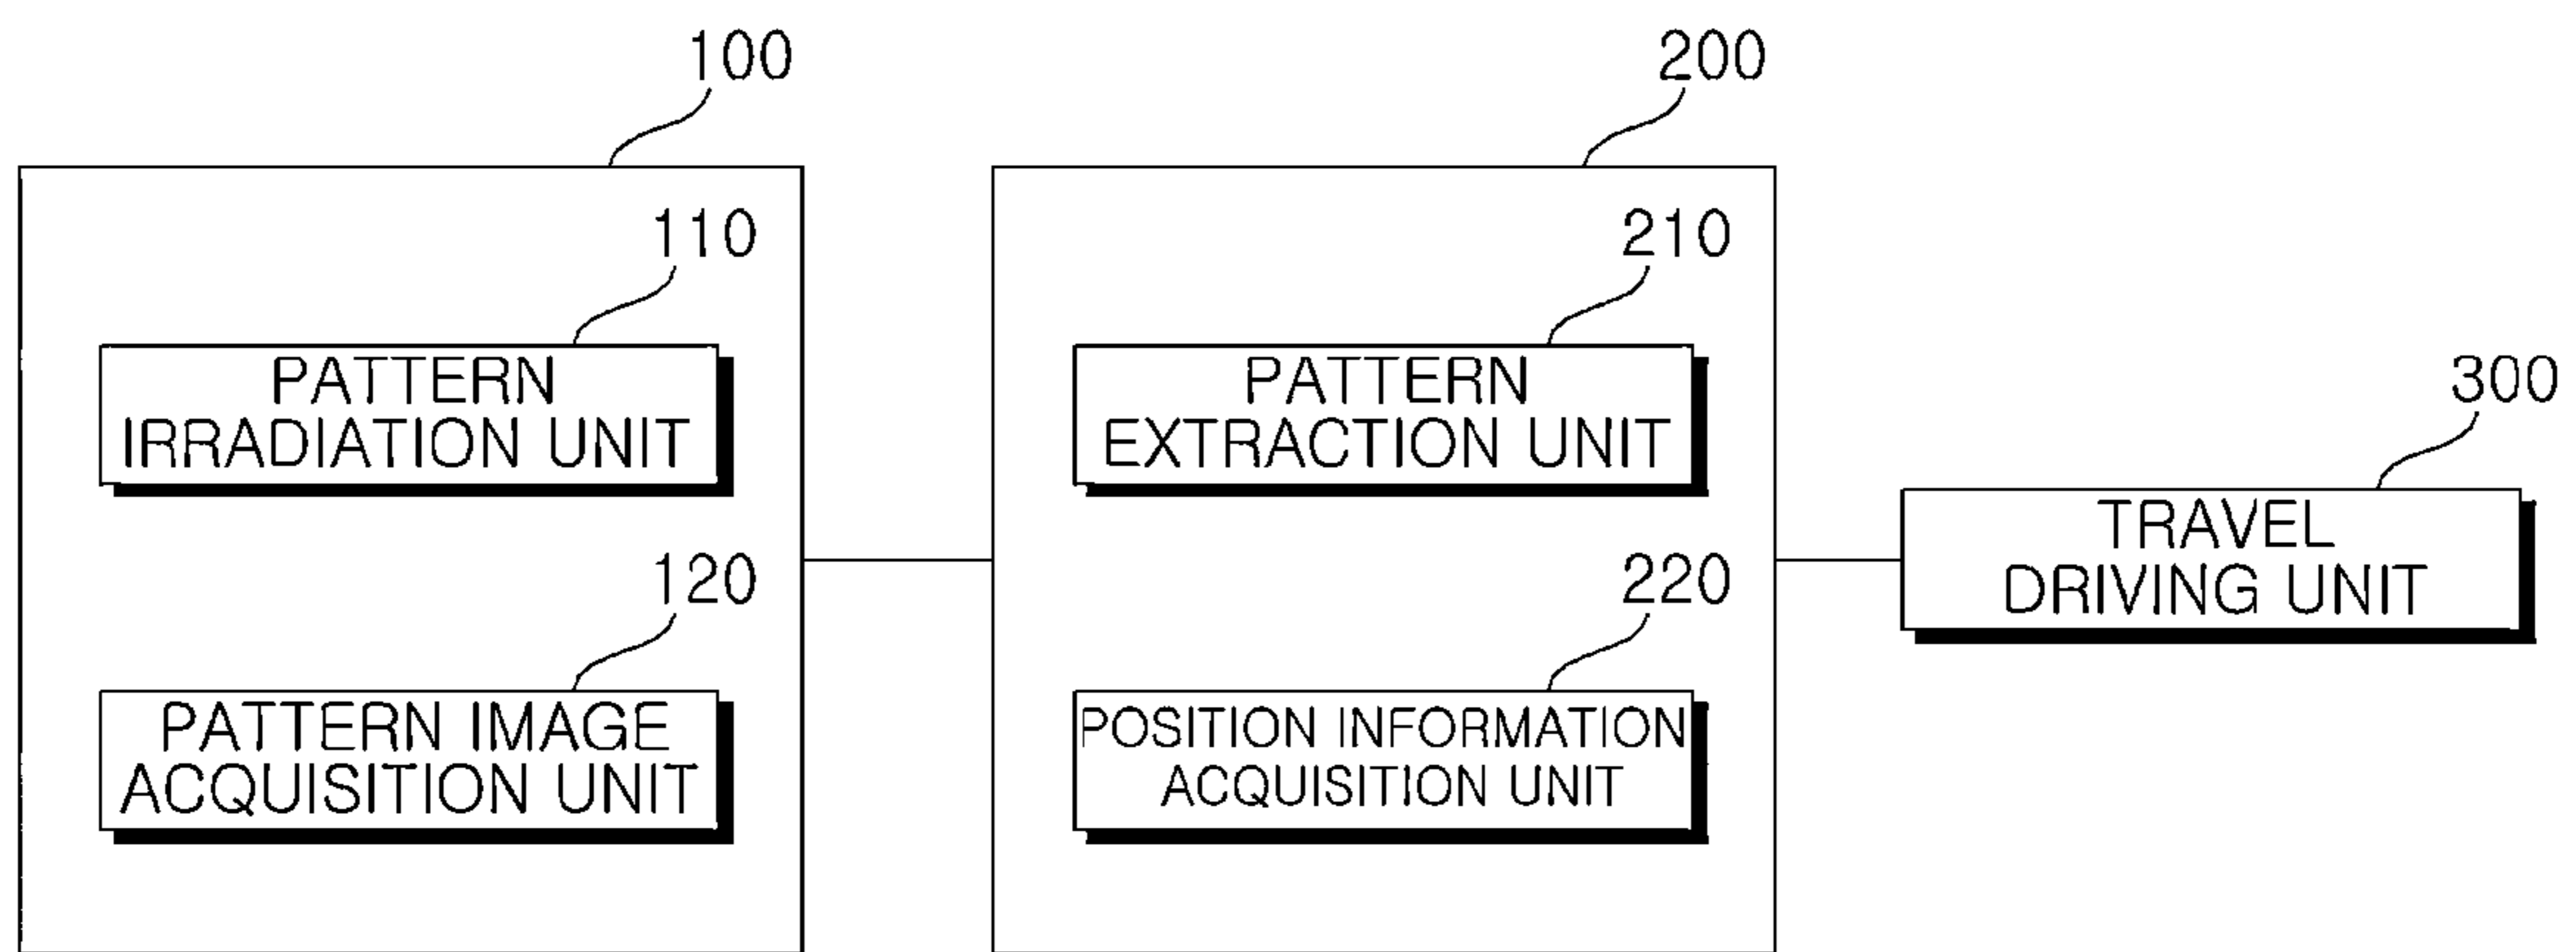 100
200
110
210
PATTERN
IRRADIATION UNIT
PATTERN
EXTRACTION UNIT
300
TRAVEL
DRIVING UNIT
120
220
PATTERN IMAGE
ACQUISITION UNIT
POSITION INFORMATION
ACQUISITION UNIT